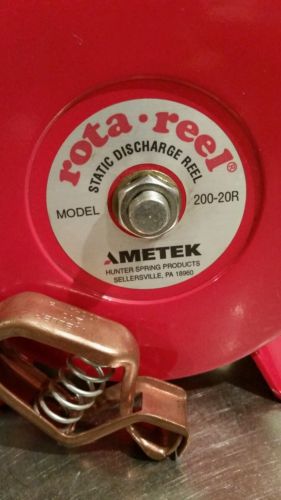 rota·reel®
STATIC DISCHARGE REEL
MODEL 200-20R
AMETEK
HUNTER SPRING PRODUCTS
SELLERSVILLE, PA 18960